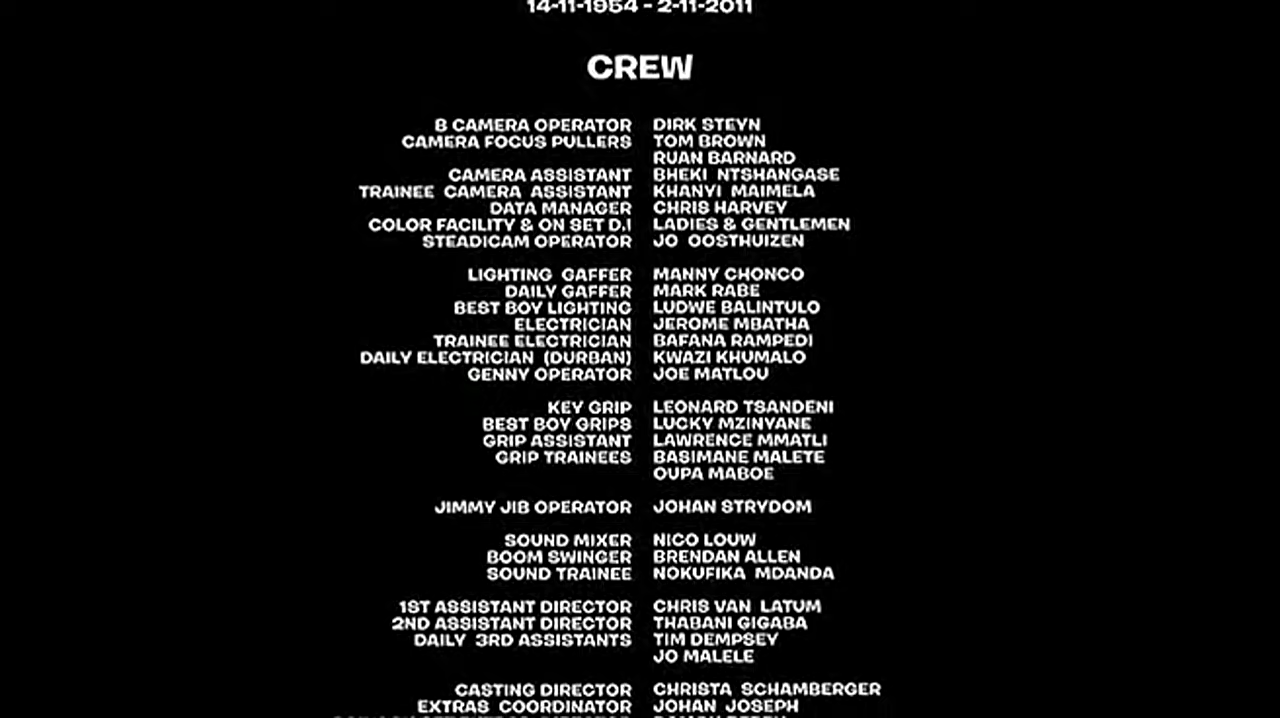 14-11-1954 - 2-11-2011
CREW
B CAMERA OPERATOR DIRK STEYN
CAMERA FOCUS PULLERS TOM BROWN
RUAN BARNARD
CAMERA ASSISTANT BHEKI NTSHANGASE
TRAINEE CAMERA ASSISTANT KHANYI MAIMELA
DATA MANAGER CHRIS HARVEY
COLOR FACILITY & ON SET D.I LADIES & GENTLEMEN
STEADICAM OPERATOR JO OOSTHUIZEN
LIGHTING GAFFER MANNY CHONCO
DAILY GAFFER MARK RABE
BEST BOY LIGHTING LUDWE BALINTULO
ELECTRICIAN JEROME MBATHA
TRAINEE ELECTRICIAN BAFANA RAMPEDI
DAILY ELECTRICIAN (DURBAN) KWAZI KHUMALO
GENNY OPERATOR JOE MATLOU
KEY GRIP LEONARD TSANDENI
BEST BOY GRIPS LUCKY MZINYANE
GRIP ASSISTANT LAWRENCE MMATLI
GRIP TRAINEES BASIMANE MALETE
OUPA MABOE
JIMMY JIB OPERATOR JOHAN STRYDOM
SOUND MIXER NICO LOUW
BOOM SWINGER BRENDAN ALLEN
SOUND TRAINEE NOKUFIKA MDANDA
1ST ASSISTANT DIRECTOR CHRIS VAN LATUM
2ND ASSISTANT DIRECTOR THABANI GIGABA
DAILY 3RD ASSISTANTS TIM DEMPSEY
JO MALELE
CASTING DIRECTOR CHRISTA SCHAMBERGER
EXTRAS COORDINATOR JOHAN JOSEPH